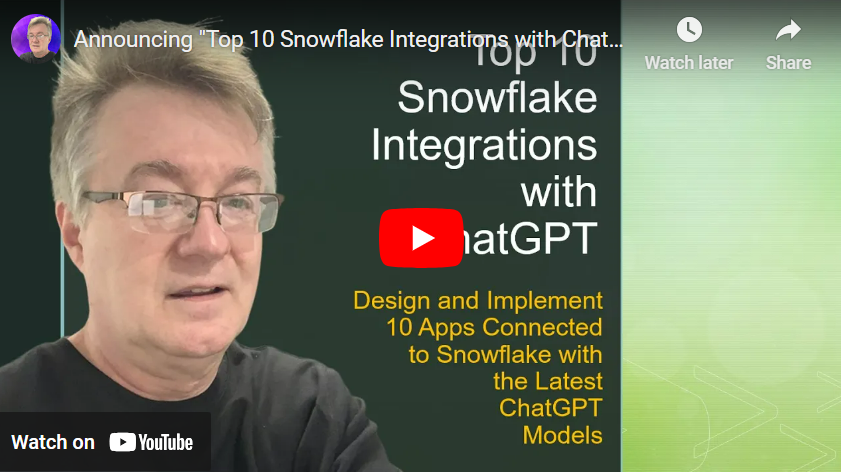 Announcing "Top 10 Snowflake Integrations with Chat...
Watch later
Share
Top 10
Snowflake
Integrations
with
hatGPT
Design and Implement
10 Apps Connected
to Snowflake with
the Latest
ChatGPT
Models
Watch on YouTube